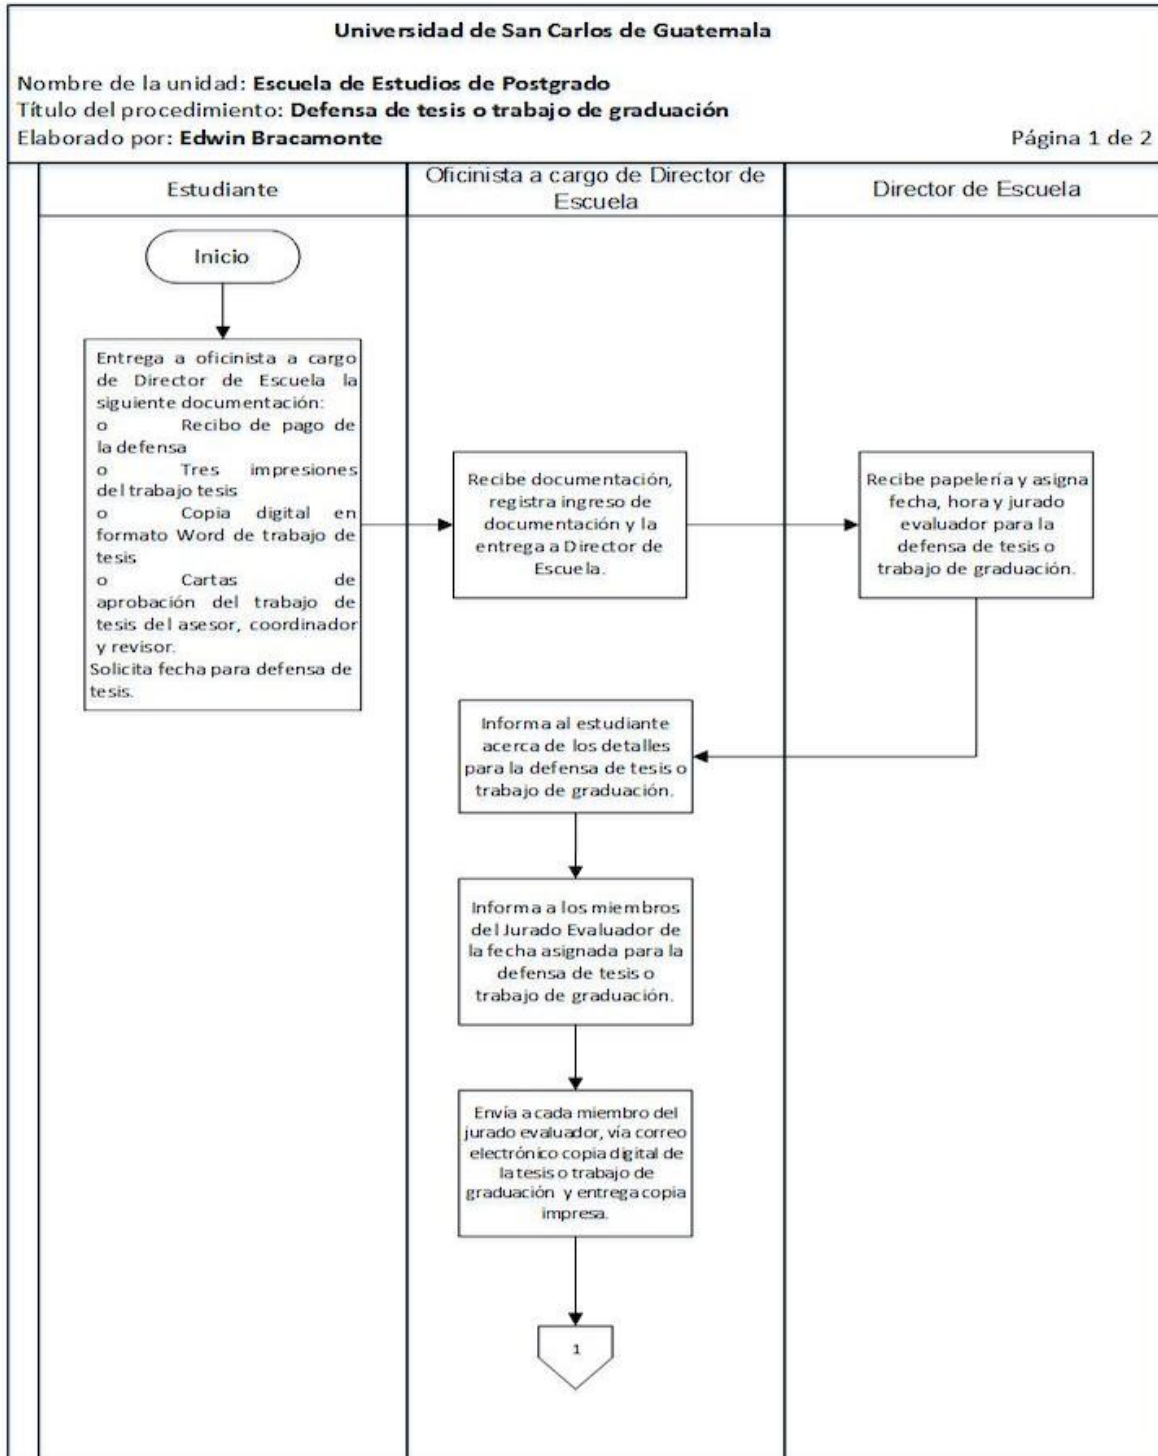 Universidad de San Carlos de Guatemala
Nombre de la unidad: Escuela de Estudios de Postgrado
Título del procedimiento: Defensa de tesis o trabajo de graduación
Elaborado por: Edwin Bracamonte
Página 1 de 2
Estudiante
Oficinista a cargo de Director de
Escuela
Director de Escuela
Inicio
Entrega a oficinista a cargo
de Director de Escuela la
siguiente documentación:
o Recibo de pago de
la defensa
o Tres impresiones
del trabajo tesis
o Copia digital en
formato Word de trabajo de
tesis
o Cartas de
aprobación del trabajo de
tesis del asesor, coordinador
y revisor.
Solicita fecha para defensa de
tesis.
Recibe documentación,
registra ingreso de
documentación y la
entrega a Director de
Escuela.
Recibe papelería y asigna
fecha, hora y jurado
evaluador para la
defensa de tesis o
trabajo de graduación.
Informa al estudiante
acerca de los detalles
para la defensa de tesis o
trabajo de graduación.
Informa a los miembros
del Jurado Evaluador de
la fecha asignada para la
defensa de tesis o
trabajo de graduación.
Envía a cada miembro del
jurado evaluador, vía correo
electrónico copia digital de
la tesis o trabajo de
graduación y entrega copia
impresa.
1